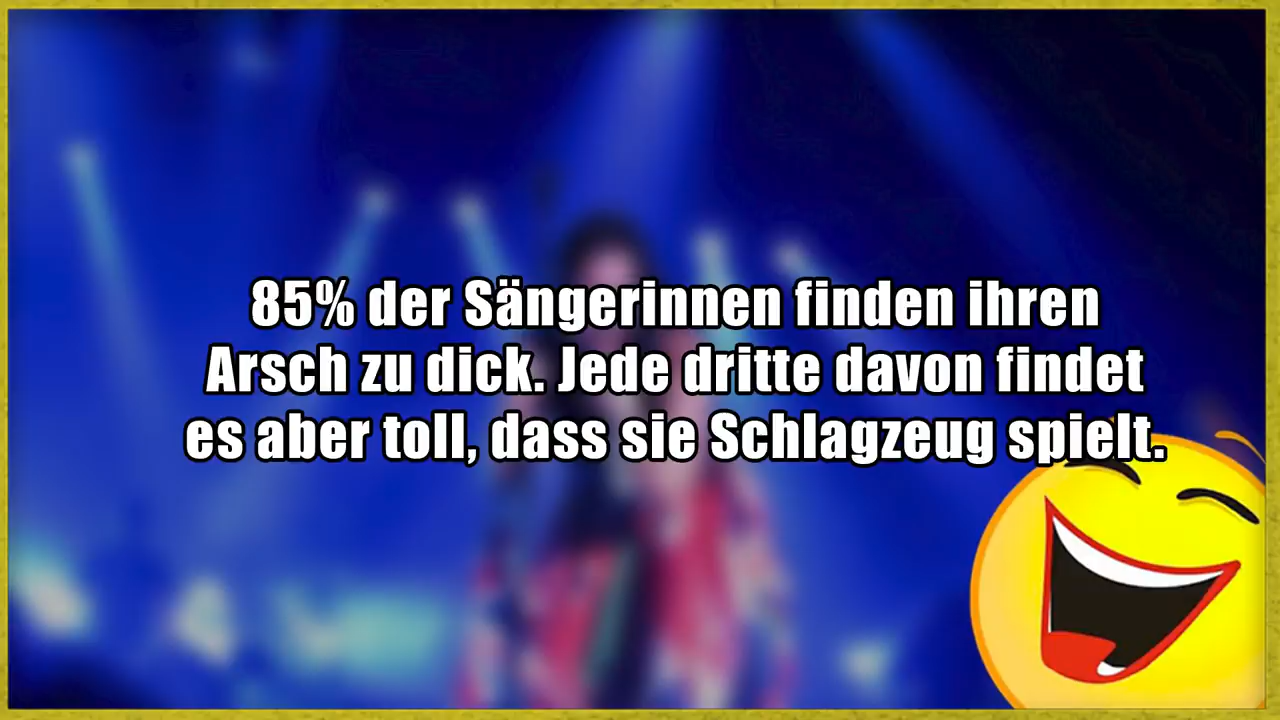 85% der Sängerinnen finden ihren
Arsch zu dick. Jede dritte davon findet
es aber toll, dass sie Schlagzeug spielt.